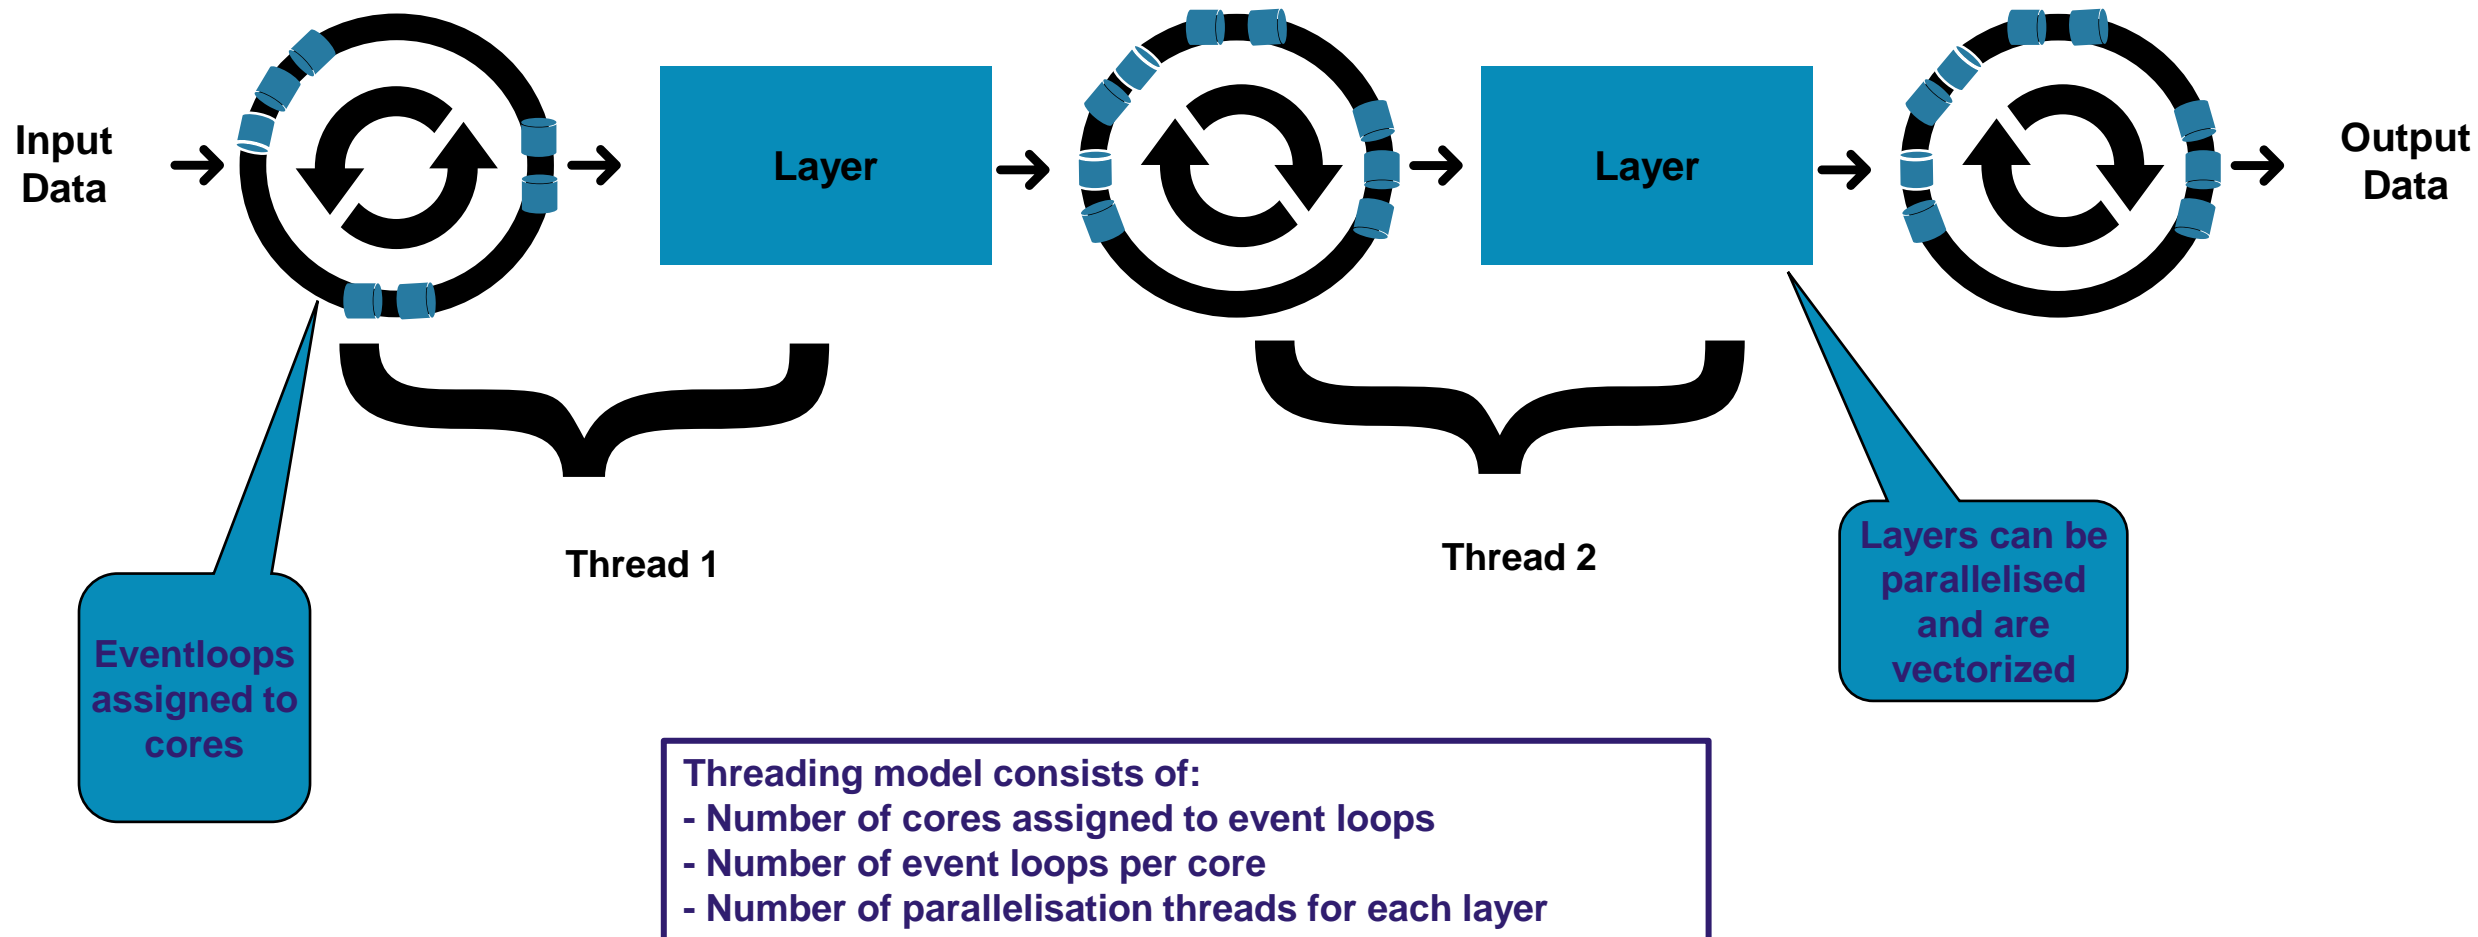 Input
Data
Layer
Layer
Output
Data
Thread 1
Thread 2
Eventloops
assigned to
cores
Layers can be
parallelised
and are
vectorized
Threading model consists of:
- Number of cores assigned to event loops
- Number of event loops per core
- Number of parallelisation threads for each layer